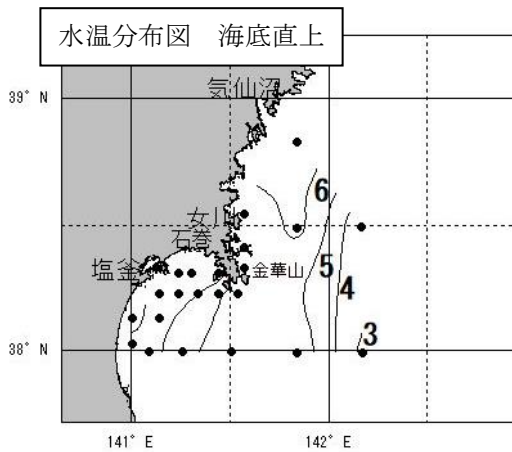 水温分布図　海底直上
気仙沼
39° N
6
女川
石巻
5
塩釜
金華山
4
3
38° N
141° E
142° E